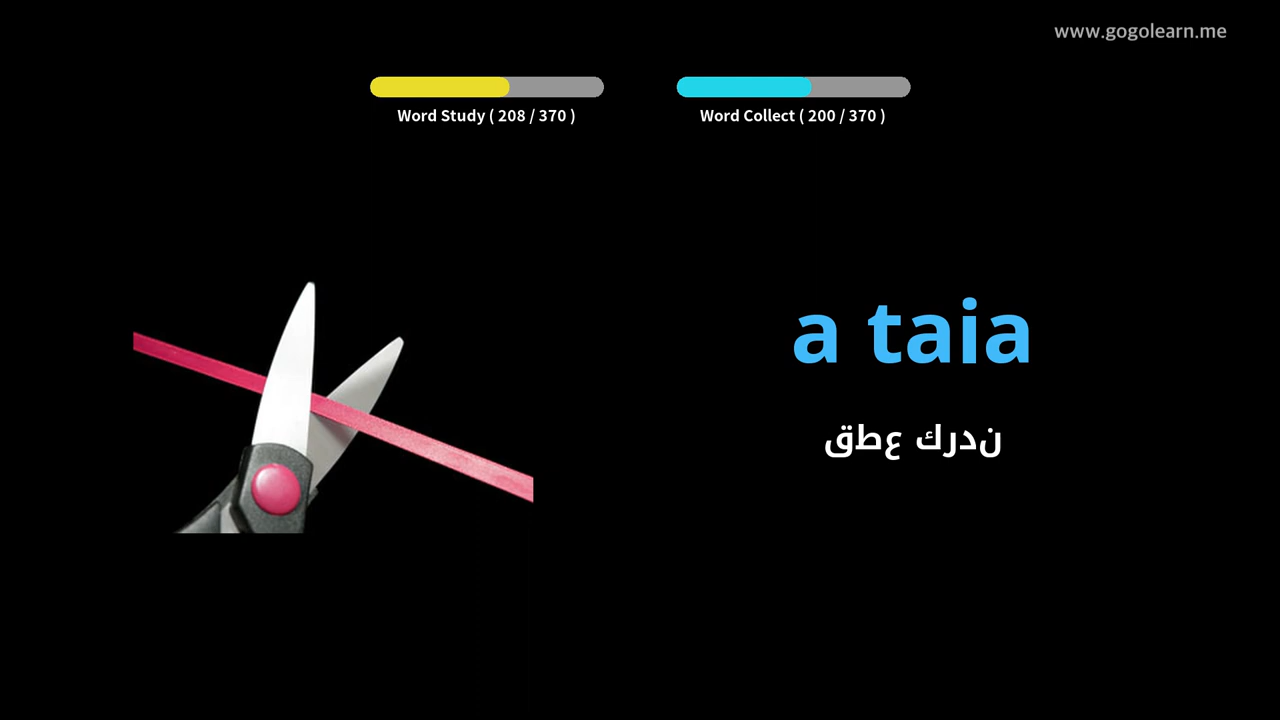 www.gogolearn.me
Word Study ( 208 / 370 )
Word Collect ( 200 / 370 )
a taia
ندرك عطق